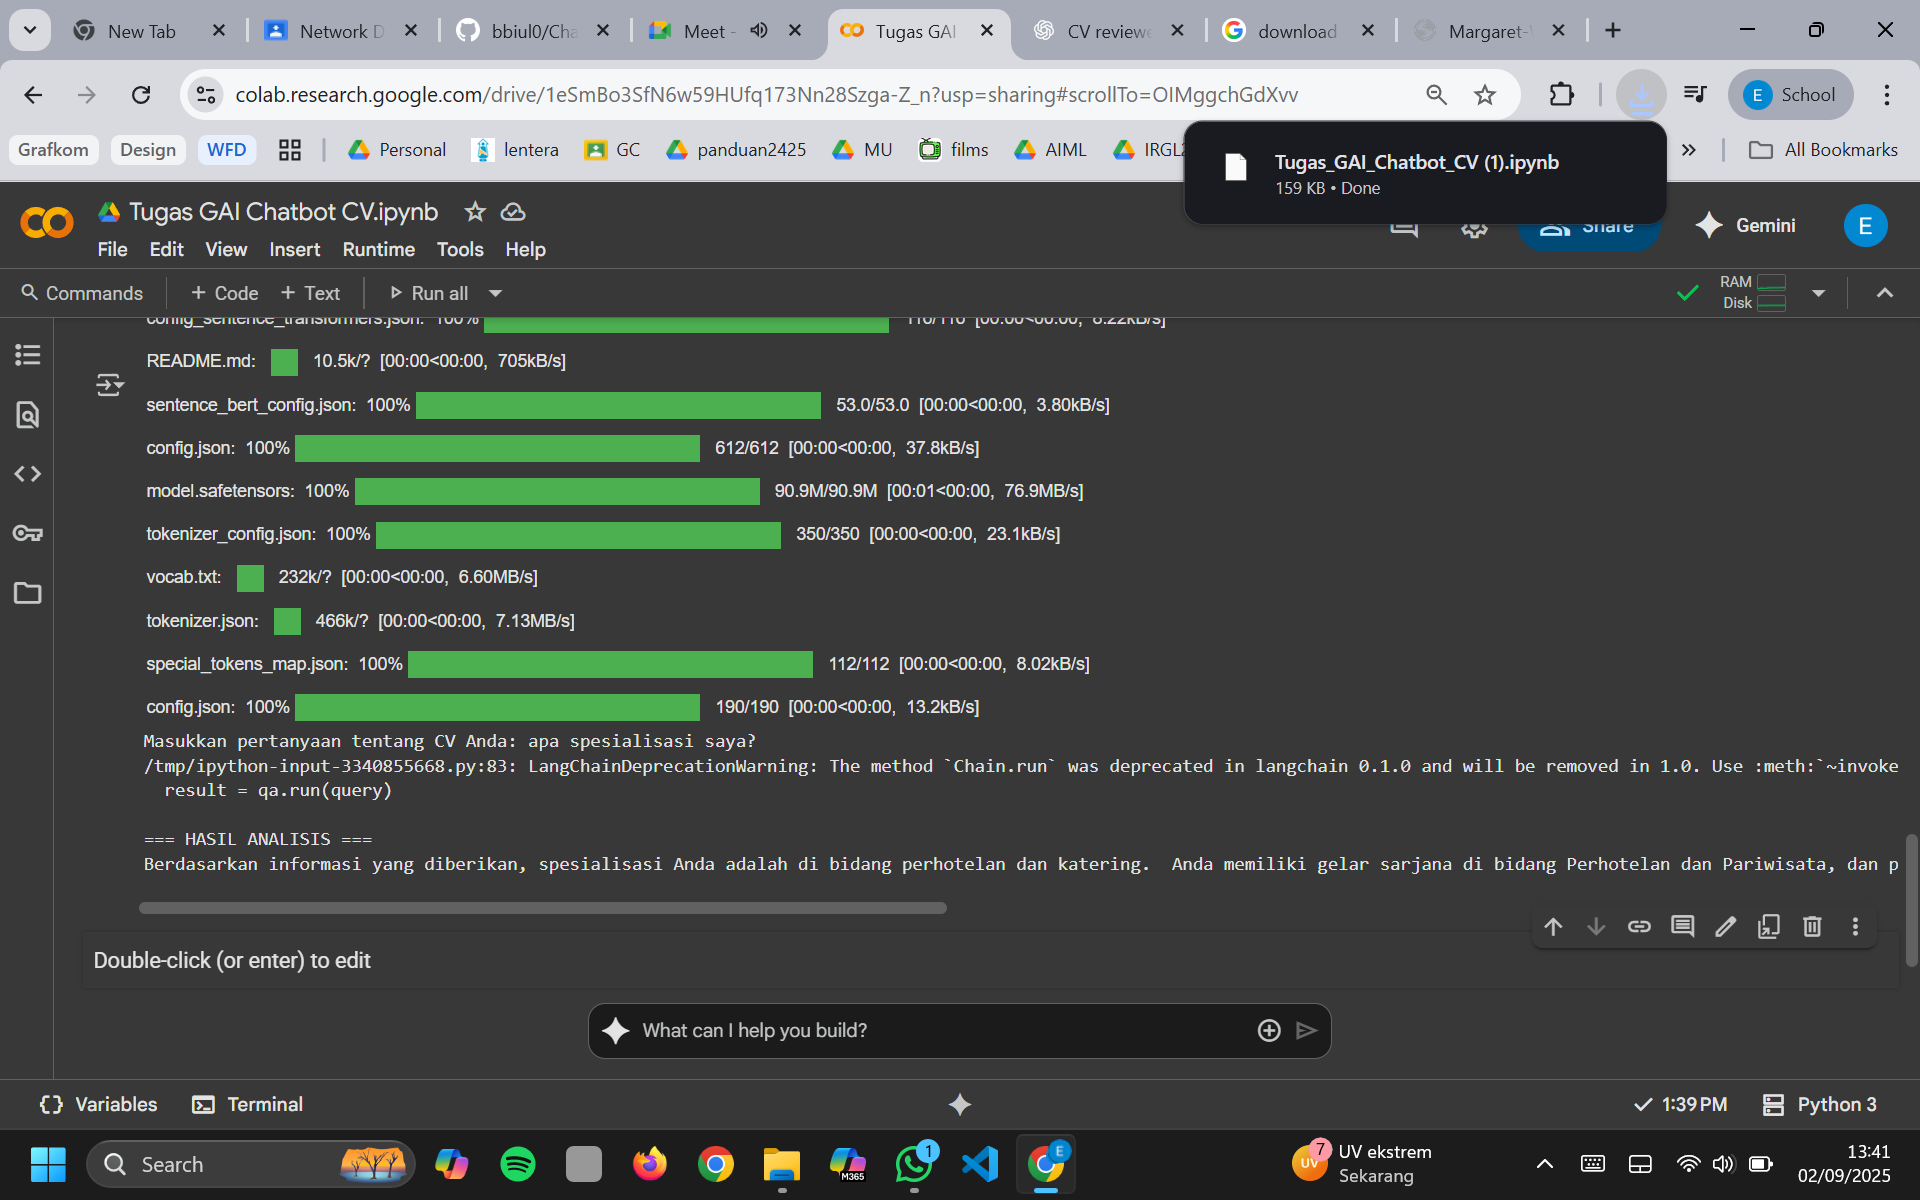 New Tab
Network D
bbiul0/Cha
Meet -
Tugas GAI
CV reviewe
download
Margaret-
colab.research.google.com/drive/1eSmBo3SfN6w59HUfq173Nn28Szga-Z_n?usp=sharing#scrollTo=OIMggchGdXvv
E School
Grafkom
Design
WFD
Personal
lentera
GC
panduan2425
MU
films
AIML
IRGL2
All Bookmarks
Tugas_GAI_Chatbot_CV (1).ipynb
159 KB • Done
Tugas GAI Chatbot CV.ipynb
File Edit View Insert Runtime Tools Help
Share
Gemini
E
Commands
+ Code + Text
Run all
RAM
Disk
config_sentence_transformers.json: 100% 116/116 [00:00<00:00, 8.22kB/s]
README.md: 10.5k/? [00:00<00:00, 705kB/s]
sentence_bert_config.json: 100% 53.0/53.0 [00:00<00:00, 3.80kB/s]
config.json: 100% 612/612 [00:00<00:00, 37.8kB/s]
model.safetensors: 100% 90.9M/90.9M [00:01<00:00, 76.9MB/s]
tokenizer_config.json: 100% 350/350 [00:00<00:00, 23.1kB/s]
vocab.txt: 232k/? [00:00<00:00, 6.60MB/s]
tokenizer.json: 466k/? [00:00<00:00, 7.13MB/s]
special_tokens_map.json: 100% 112/112 [00:00<00:00, 8.02kB/s]
config.json: 100% 190/190 [00:00<00:00, 13.2kB/s]
Masukkan pertanyaan tentang CV Anda: apa spesialisasi saya?
/tmp/ipython-input-3340855668.py:83: LangChainDeprecationWarning: The method `Chain.run` was deprecated in langchain 0.1.0 and will be removed in 1.0. Use :meth:`~invoke
result = qa.run(query)
=== HASIL ANALISIS ===
Berdasarkan informasi yang diberikan, spesialisasi Anda adalah di bidang perhotelan dan katering. Anda memiliki gelar sarjana di bidang Perhotelan dan Pariwisata, dan p
Double-click (or enter) to edit
What can I help you build?
Variables
Terminal
1:39 PM
Python 3
Search
M365
1
E
UV
7
UV ekstrem
Sekarang
13:41
02/09/2025